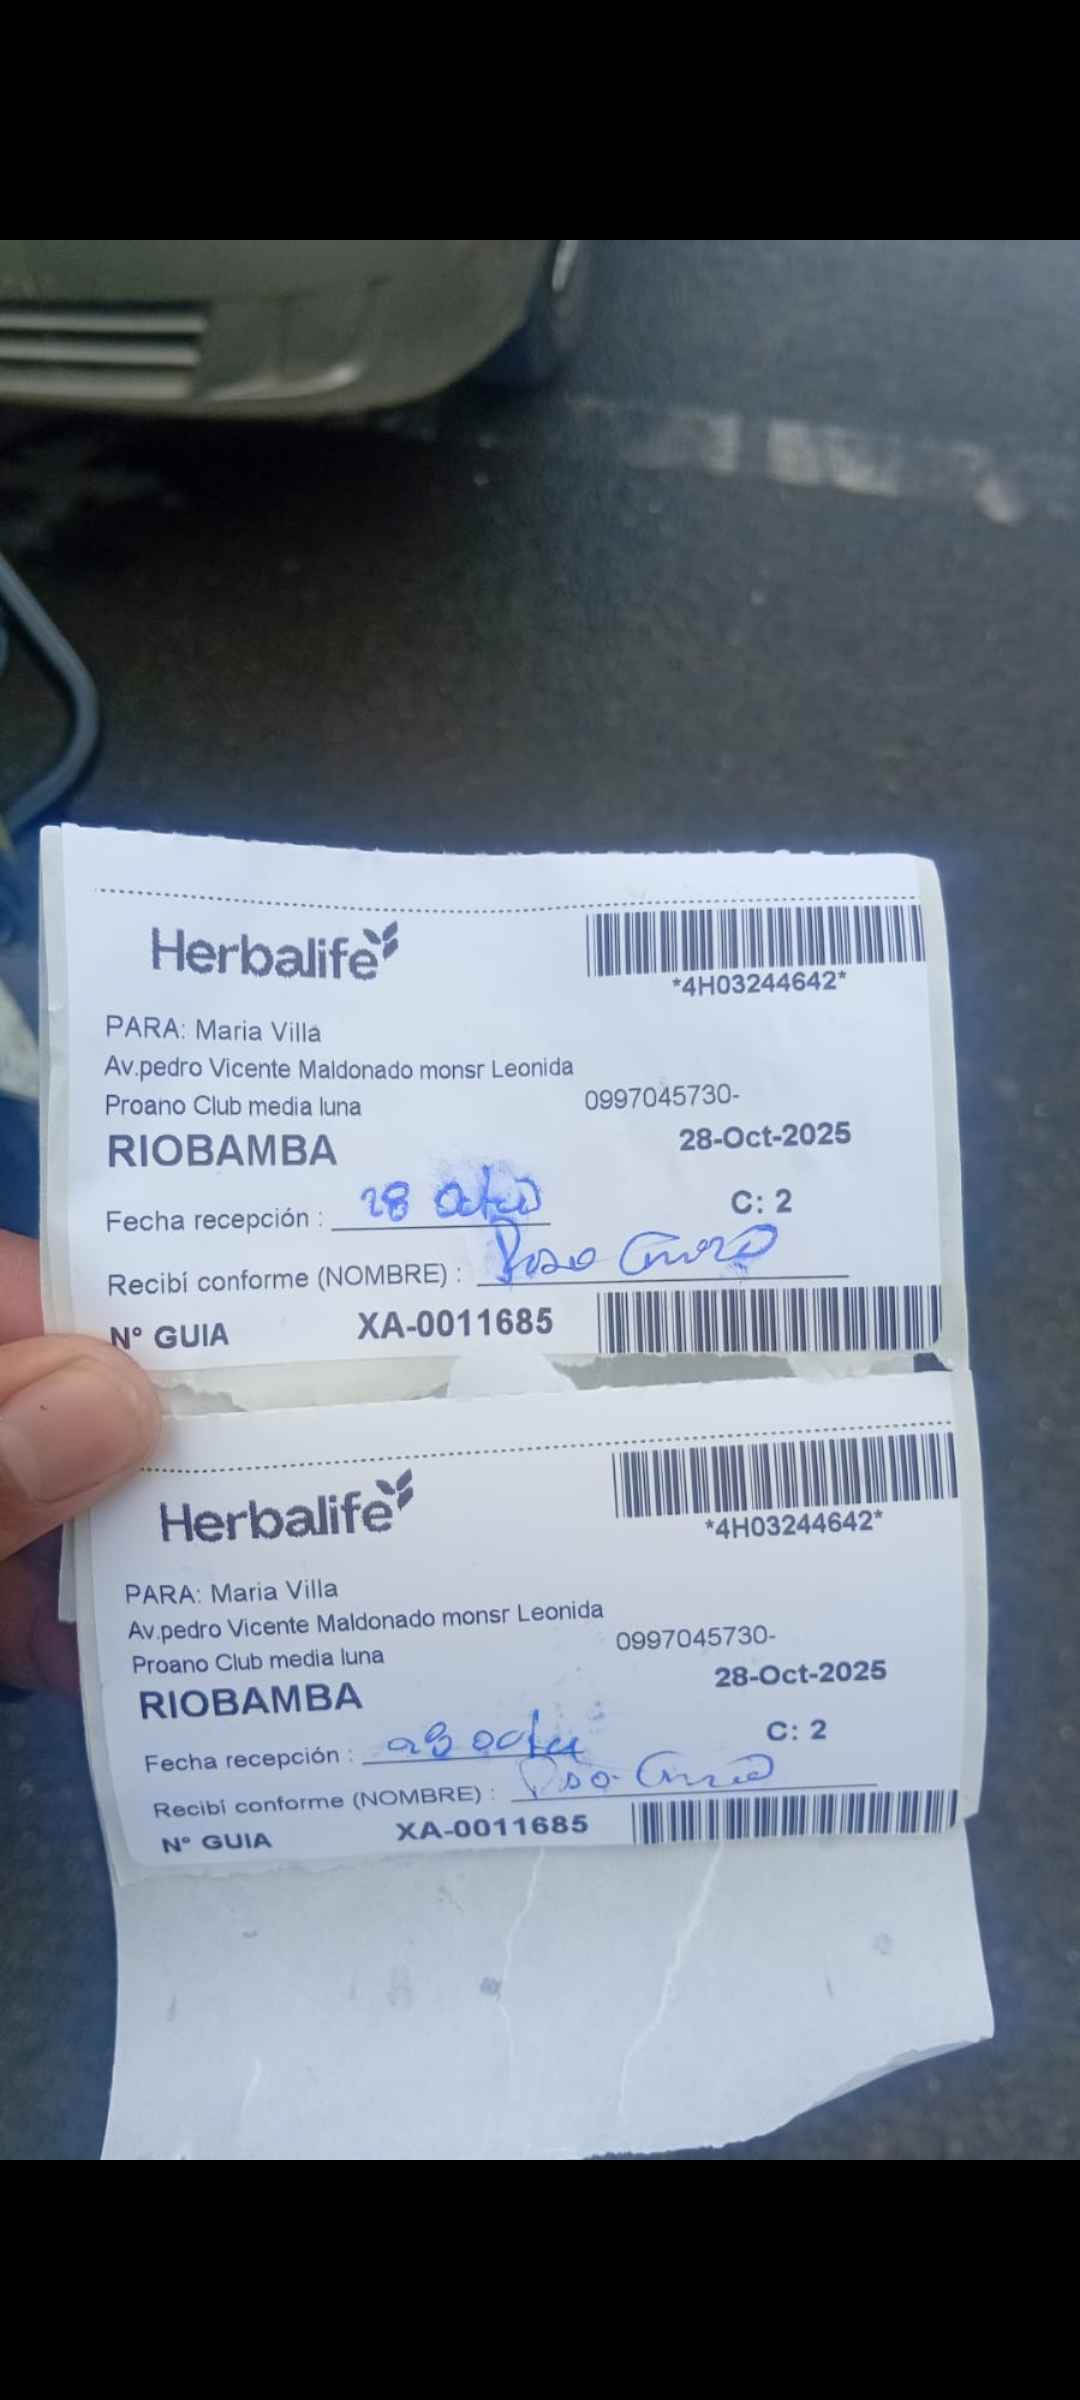 Herbalife
*4H03244642*
PARA: Maria Villa
Av.pedro Vicente Maldonado monsr Leonida
Proano Club media luna
0997045730-
RIOBAMBA
28-Oct-2025
Fecha recepción : 28
C: 2
Recibí conforme (NOMBRE) :
N° GUIA XA-0011685
Herbalife
*4H03244642*
PARA: Maria Villa
Av.pedro Vicente Maldonado monsr Leonida
Proano Club media luna
0997045730-
RIOBAMBA
28-Oct-2025
Fecha recepción :
C: 2
Recibí conforme (NOMBRE) :
N° GUIA XA-0011685